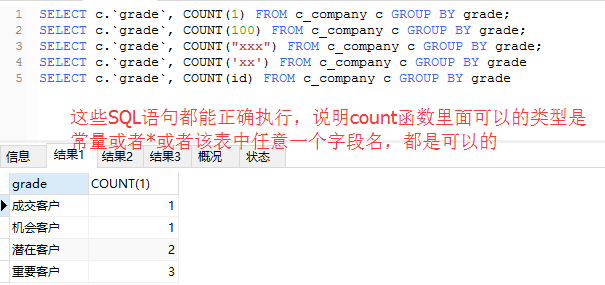 1 SELECT c.`grade`, COUNT(1) FROM c_company c GROUP BY grade;
2 SELECT c.`grade`, COUNT(100) FROM c_company c GROUP BY grade;
3 SELECT c.`grade`, COUNT("xxx") FROM c_company c GROUP BY grade;
4 SELECT c.`grade`, COUNT('xx') FROM c_company c GROUP BY grade
5 SELECT c.`grade`, COUNT(id) FROM c_company c GROUP BY grade
这些SQL语句都能正确执行，说明count函数里面可以的类型是
常量或者*或者该表中任意一个字段名，都是可以的
信息 结果1 结果2 结果3 概况 状态
grade COUNT(1)
成交客户 1
机会客户 1
潜在客户 2
重要客户 3